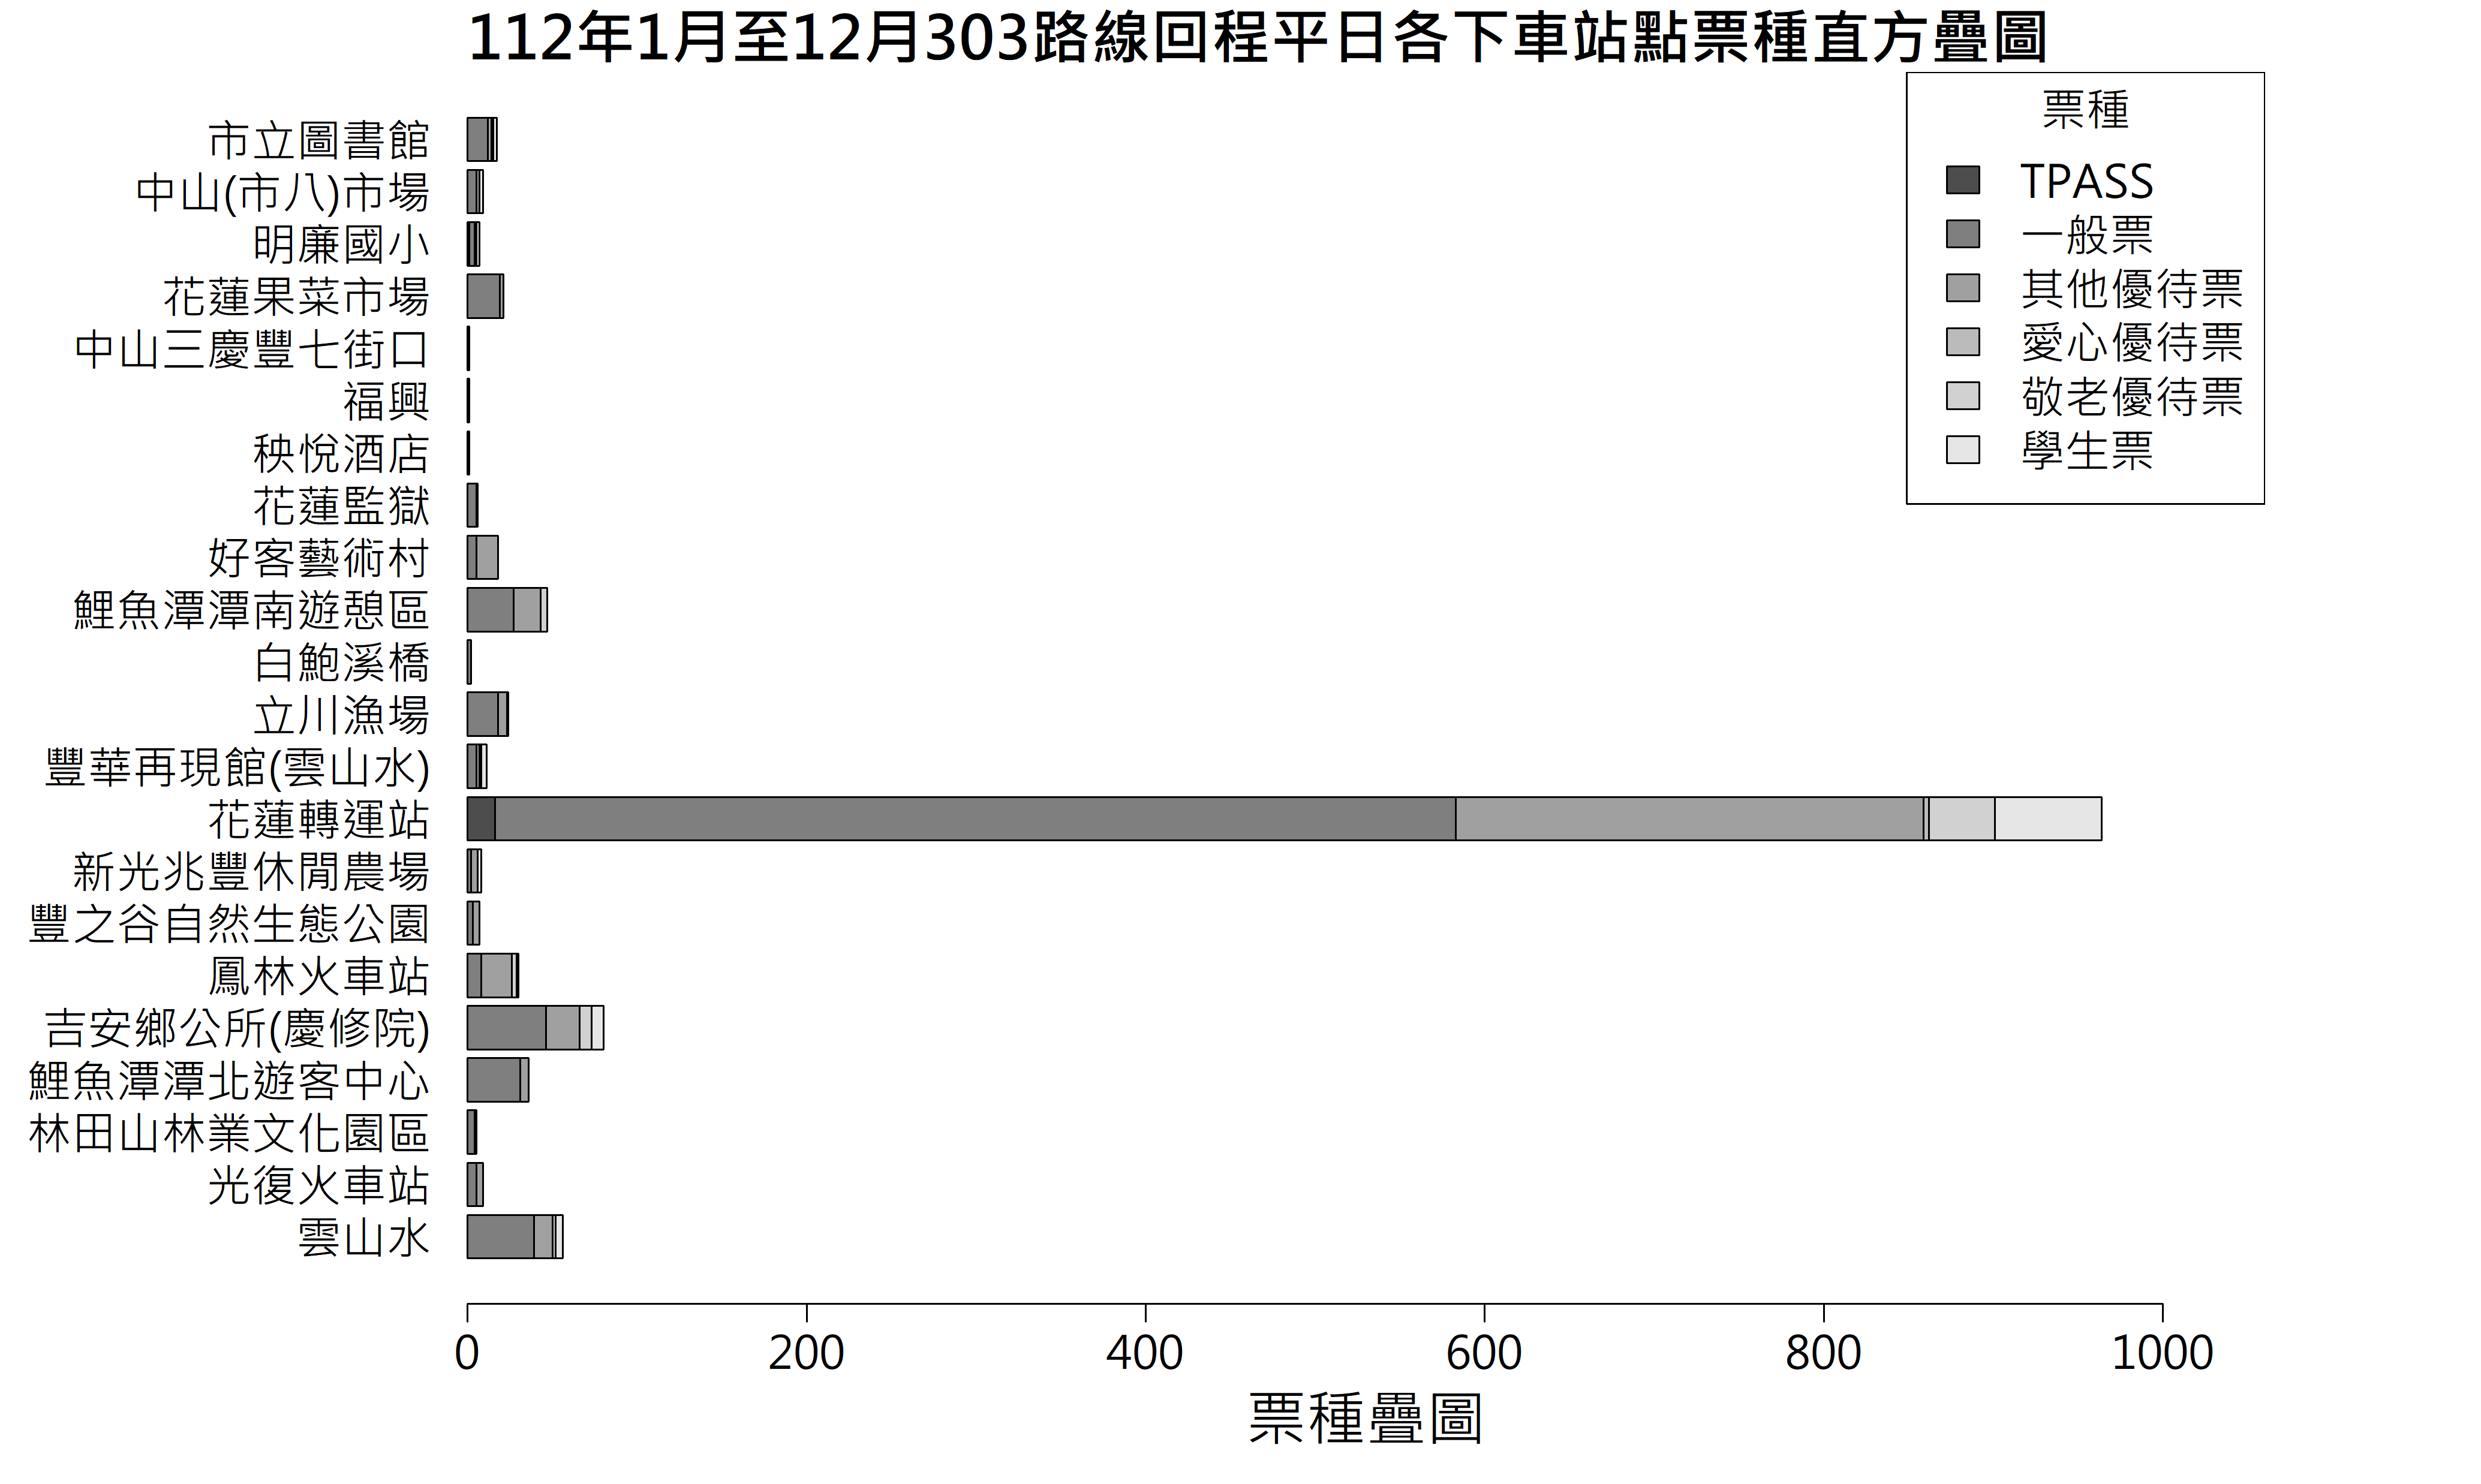 112年1月至12月303路線回程平日各下車站點票種直方疊圖
票種
TPASS
一般票
其他優待票
愛心優待票
敬老優待票
學生票
市立圖書館
中山(市八)市場
明廉國小
花蓮果菜市場
中山三慶豐七街口
福興
秧悅酒店
花蓮監獄
好客藝術村
鯉魚潭潭南遊憩區
白鮑溪橋
立川漁場
豐華再現館(雲山水)
花蓮轉運站
新光兆豐休閒農場
豐之谷自然生態公園
鳳林火車站
吉安鄉公所(慶修院)
鯉魚潭潭北遊客中心
林田山林業文化園區
光復火車站
雲山水
0 200 400 600 800 1000
票種疊圖